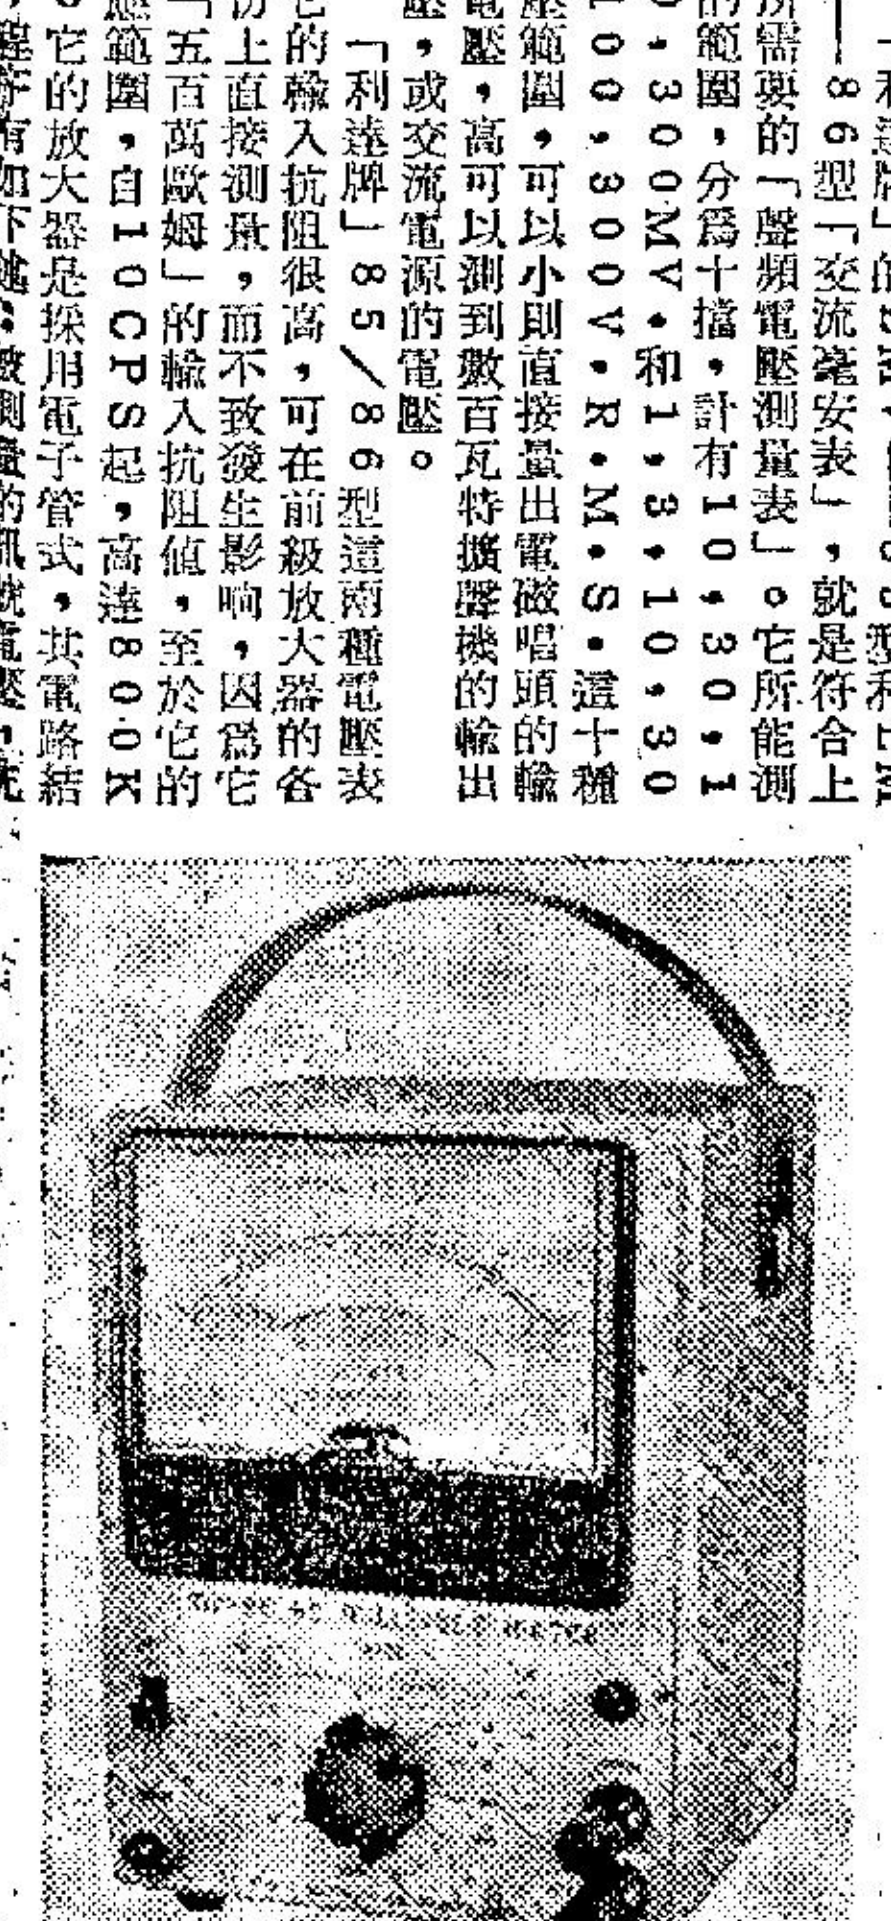 牌」的
——86型「交流毫安表」，就是符合上
所需要的「聲頻電壓測量表」。它所能測
的範圍，分爲十擋，計有10，30，1
0，300MV．和1，3，10，30
100，300V．R．M．S．這十種
壓範圍，可以小則直接量出電磁唱頭的輸
電壓，高可以測到數百瓦特擴聲機的輸出
壓，或交流電源的電壓。
「利達牌」85／86型這兩種電壓表
它的輸入抗阻很高，可在前級放大器的各
上直接測量，而不致發生影响，因爲它
「五百萬歐姆」的輸入抗阻值，至於它的
應範圍，自10CPS起，高達800K
。它的放大器是採用電子管式，其電路結
程序有如下述：被測量的訊號電壓，先